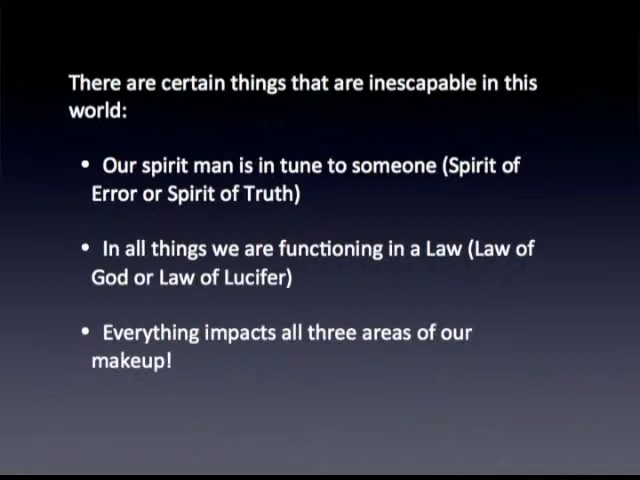 There are certain things that are inescapable in this
world:
• Our spirit man is in tune to someone (Spirit of
Error or Spirit of Truth)
• In all things we are functioning in a Law (Law of
God or Law of Lucifer)
• Everything impacts all three areas of our
makeup!